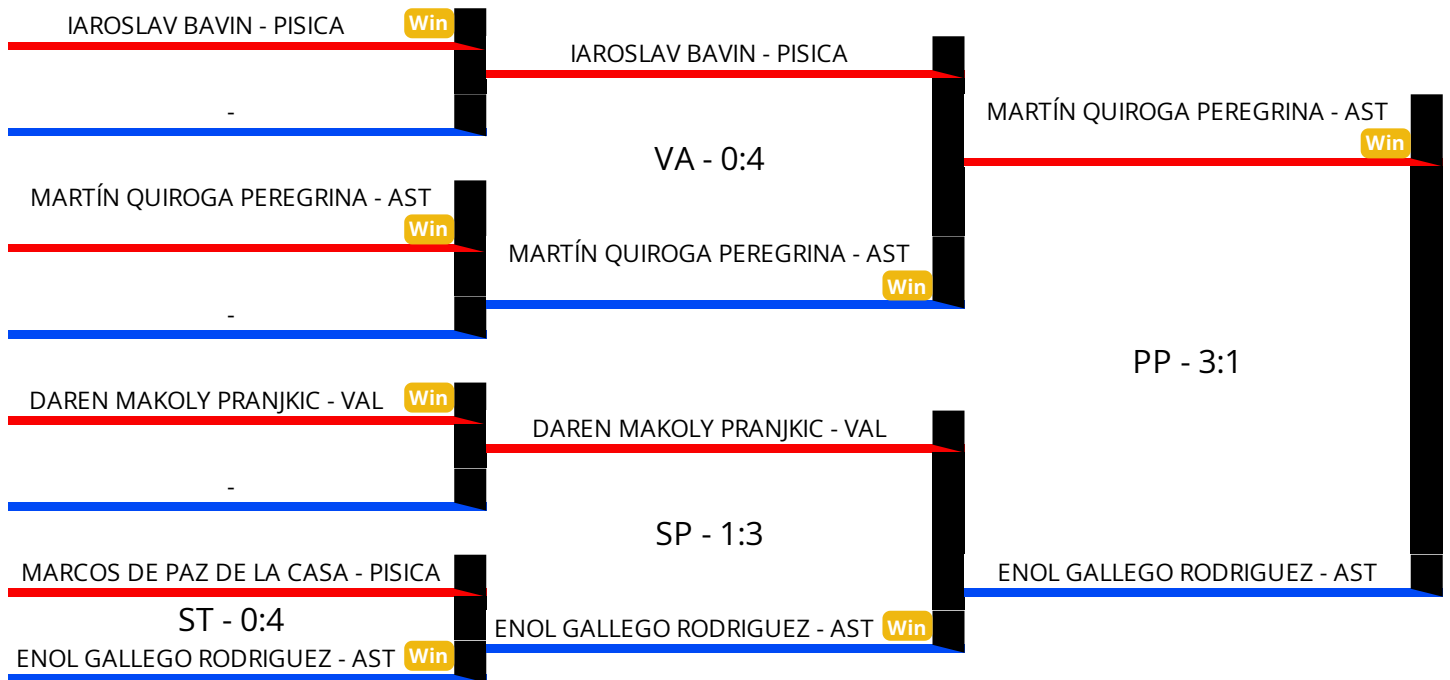 IAROSLAV BAVIN - PISICA Win
-
MARTÍN QUIROGA PEREGRINA - AST
Win
-
DAREN MAKOLY PRANJKIC - VAL Win
-
MARCOS DE PAZ DE LA CASA - PISICA
ST - 0:4
ENOL GALLEGO RODRIGUEZ - AST Win
IAROSLAV BAVIN - PISICA
VA - 0:4
MARTÍN QUIROGA PEREGRINA - AST
Win
DAREN MAKOLY PRANJKIC - VAL
SP - 1:3
ENOL GALLEGO RODRIGUEZ - AST Win
MARTÍN QUIROGA PEREGRINA - AST
Win
PP - 3:1
ENOL GALLEGO RODRIGUEZ - AST